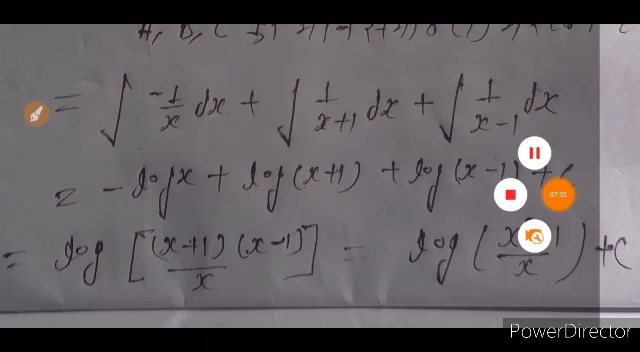 = ∫ -1/x dx + ∫ 1/x+1 dx + ∫ 1/x-1 dx
= - log x + log (x+1) + log (x-1) + c
= log [(x+1) (x-1)/x] = log (x 1/x) + C
07:32
PowerDirector